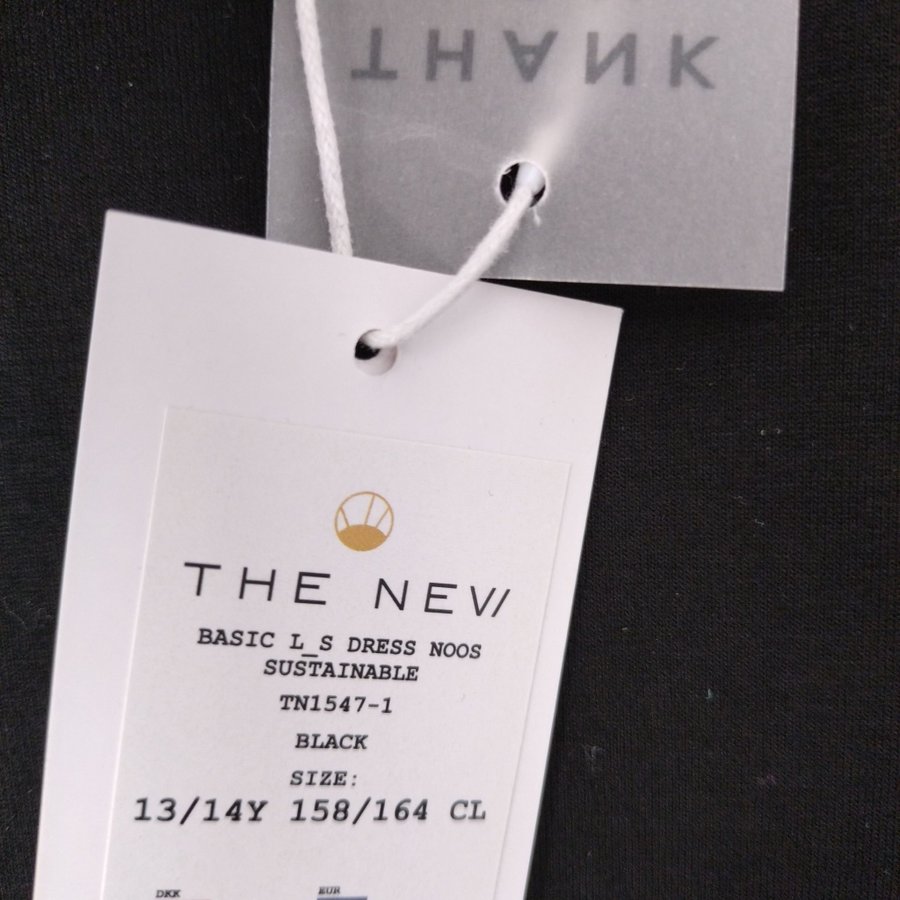 THANK
THE NEW
BASIC L_S DRESS NOOS
SUSTAINABLE
TN1547-1
BLACK
SIZE:
13/14Y 158/164 CL
DKK EUR